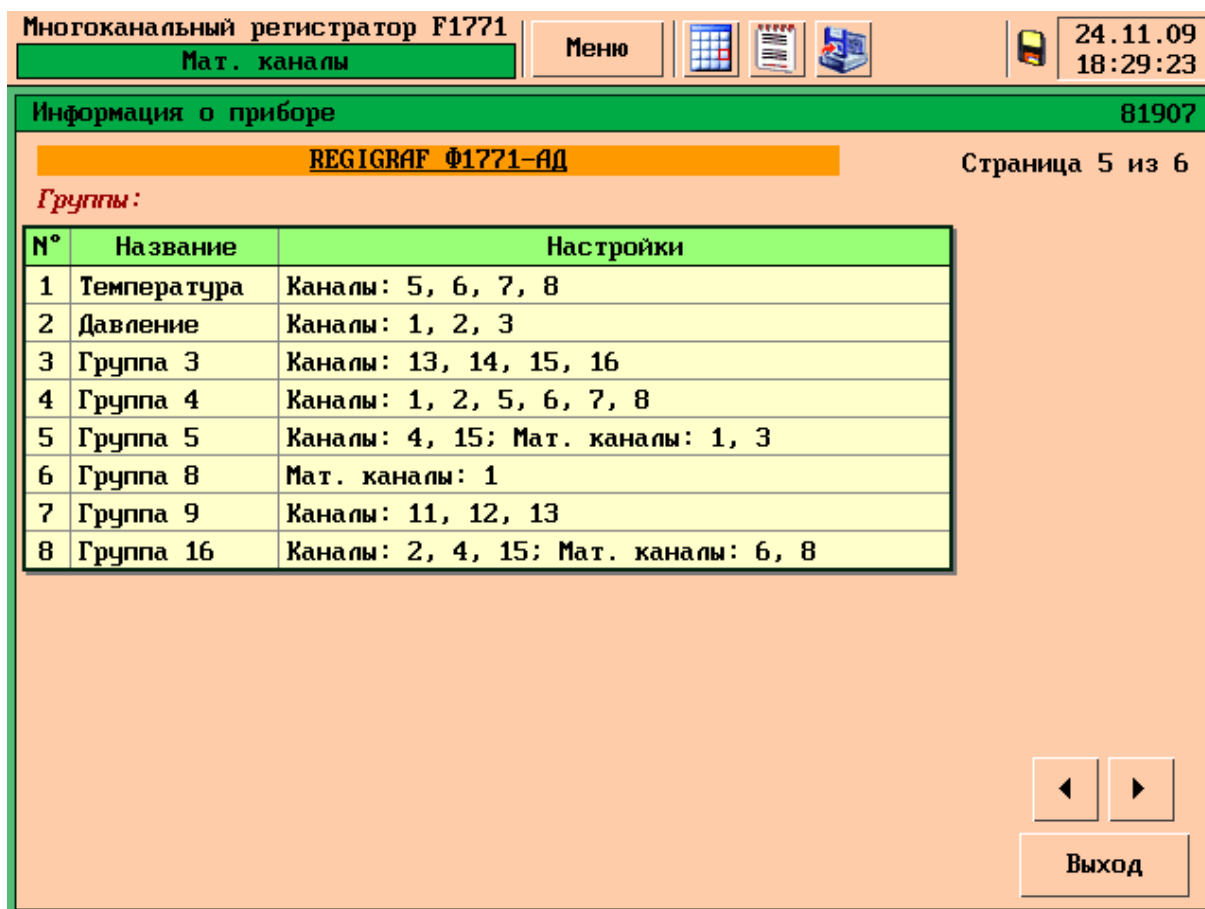 Многоканальный регистратор F1771
Мат. каналы
Меню
24.11.09
18:29:23
Информация о приборе 81907
REGIGRAF Ф1771-АД
Страница 5 из 6
Группы:
N° Название Настройки
1 Температура Каналы: 5, 6, 7, 8
2 Давление Каналы: 1, 2, 3
3 Группа 3 Каналы: 13, 14, 15, 16
4 Группа 4 Каналы: 1, 2, 5, 6, 7, 8
5 Группа 5 Каналы: 4, 15; Мат. каналы: 1, 3
6 Группа 8 Мат. каналы: 1
7 Группа 9 Каналы: 11, 12, 13
8 Группа 16 Каналы: 2, 4, 15; Мат. каналы: 6, 8
Выход